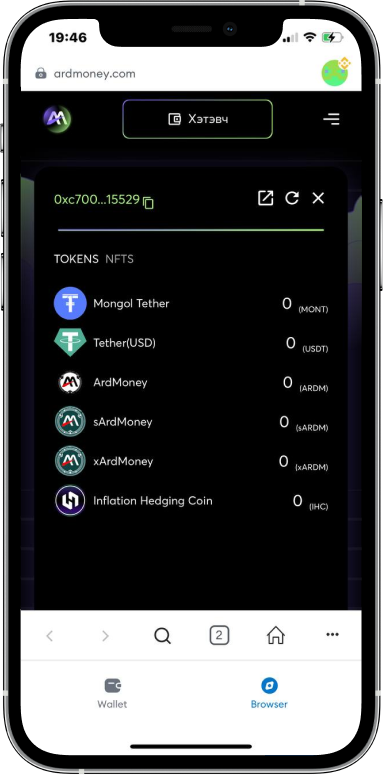 19:46
ardmoney.com
Хэтэвч
0xc700...15529
TOKENS NFTS
Mongol Tether 0 (MONT)
Tether(USD) 0 (USDT)
ArdMoney 0 (ARDM)
sArdMoney 0 (sARDM)
xArdMoney 0 (xARDM)
Inflation Hedging Coin 0 (IHC)
2
Wallet Browser